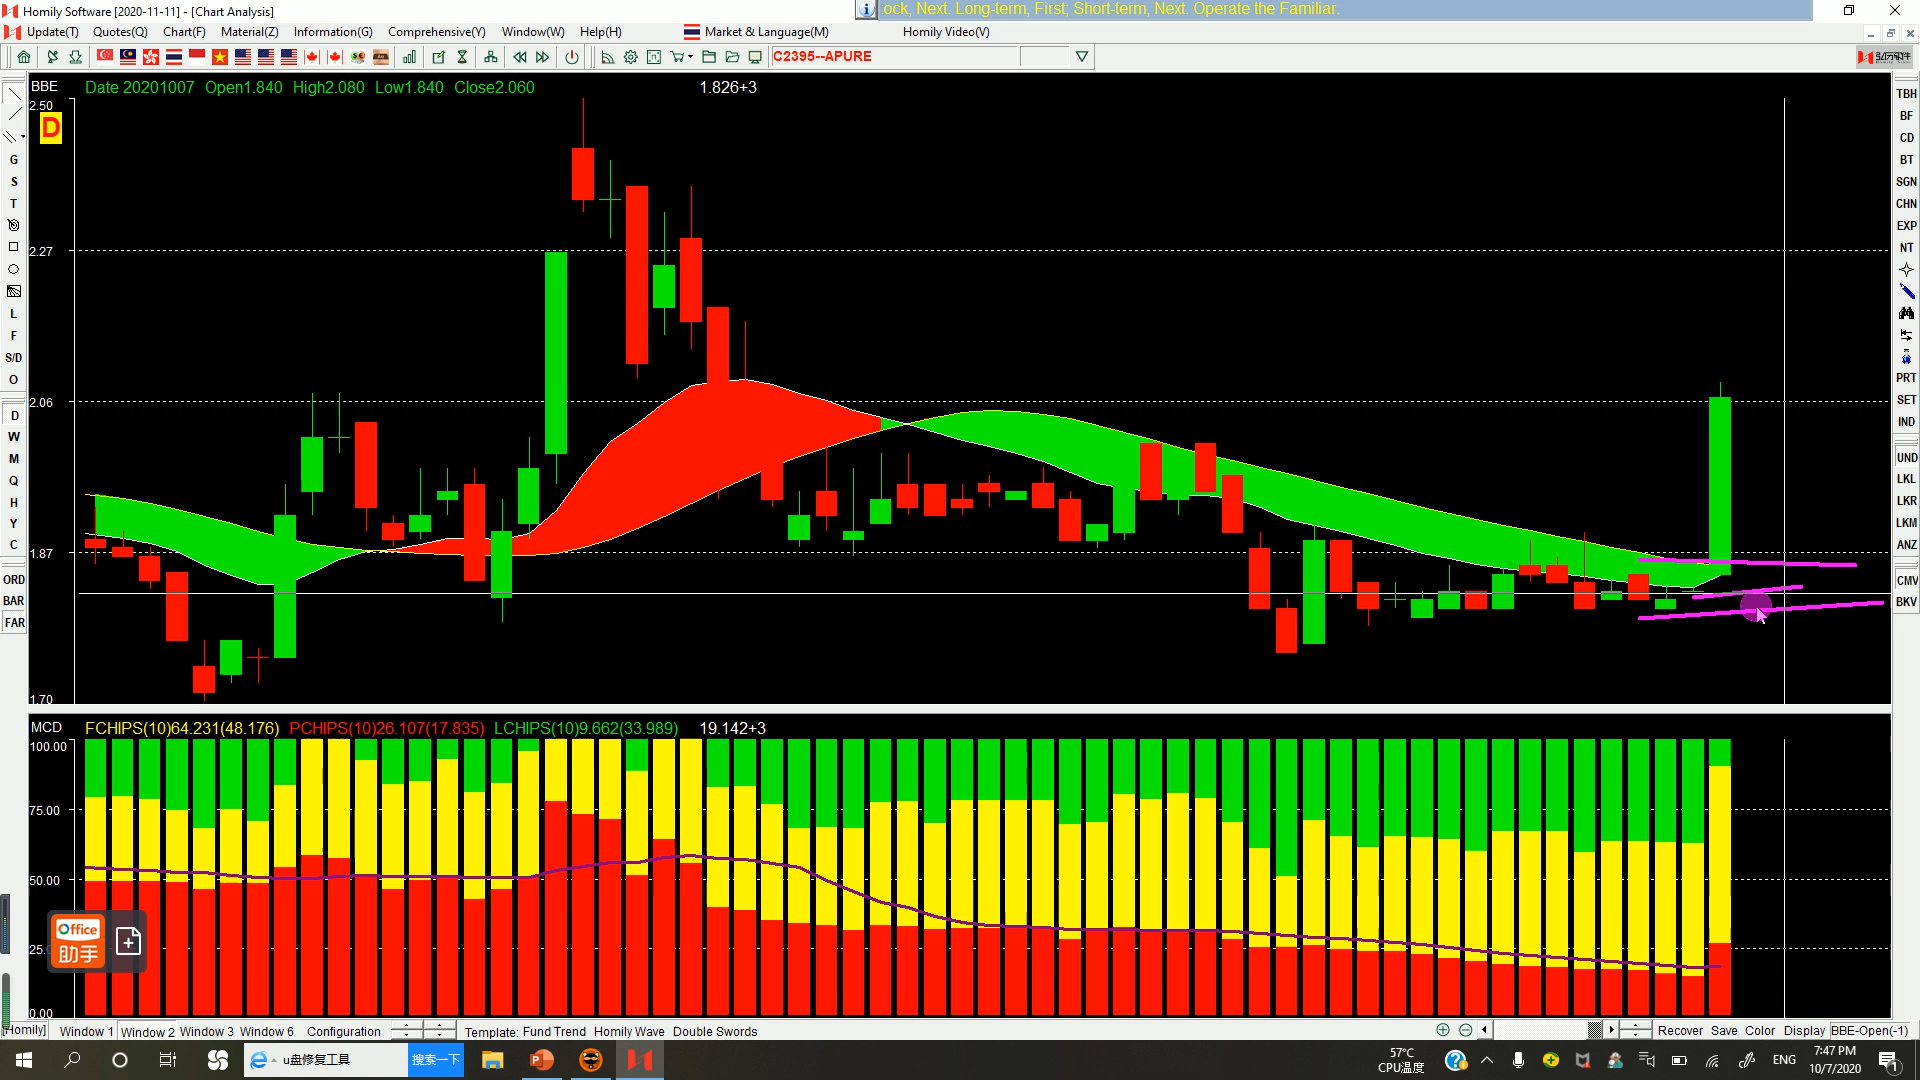 Homily Software [2020-11-11] - [Chart Analysis]
ock, Next. Long-term, First; Short-term, Next. Operate the Familiar.
Update(T) Quotes(Q) Chart(F) Material(Z) Information(G) Comprehensive(Y) Window(W) Help(H) Market & Language(M) Homily Video(V)
C2395--APURE
BBE Date 20201007 Open1.840 High2.080 Low1.840 Close2.060 1.826+3
2.50
D
2.27
2.06
1.87
1.70
G
S
T
L
F
S/D
O
D
W
M
Q
H
Y
C
ORD
BAR
FAR
TBH
BF
CD
BT
SGN
CHN
EXP
NT
PRT
SET
IND
UND
LKL
LKR
LKM
ANZ
CMV
BKV
MCD FCHIPS(10)64.231(48.176) PCHIPS(10)26.107(17.835) LCHIPS(10)9.662(33.989) 19.142+3
100.00
75.00
50.00
25.
0.00
Office
助手
[Homily] Window 1 Window 2 Window 3 Window 6 Configuration Template: Fund Trend Homily Wave Double Swords Recover Save Color Display BBE-Open(-1)
u盘修复工具 搜索一下
57°C
CPU温度
ENG
7:47 PM
10/7/2020
1